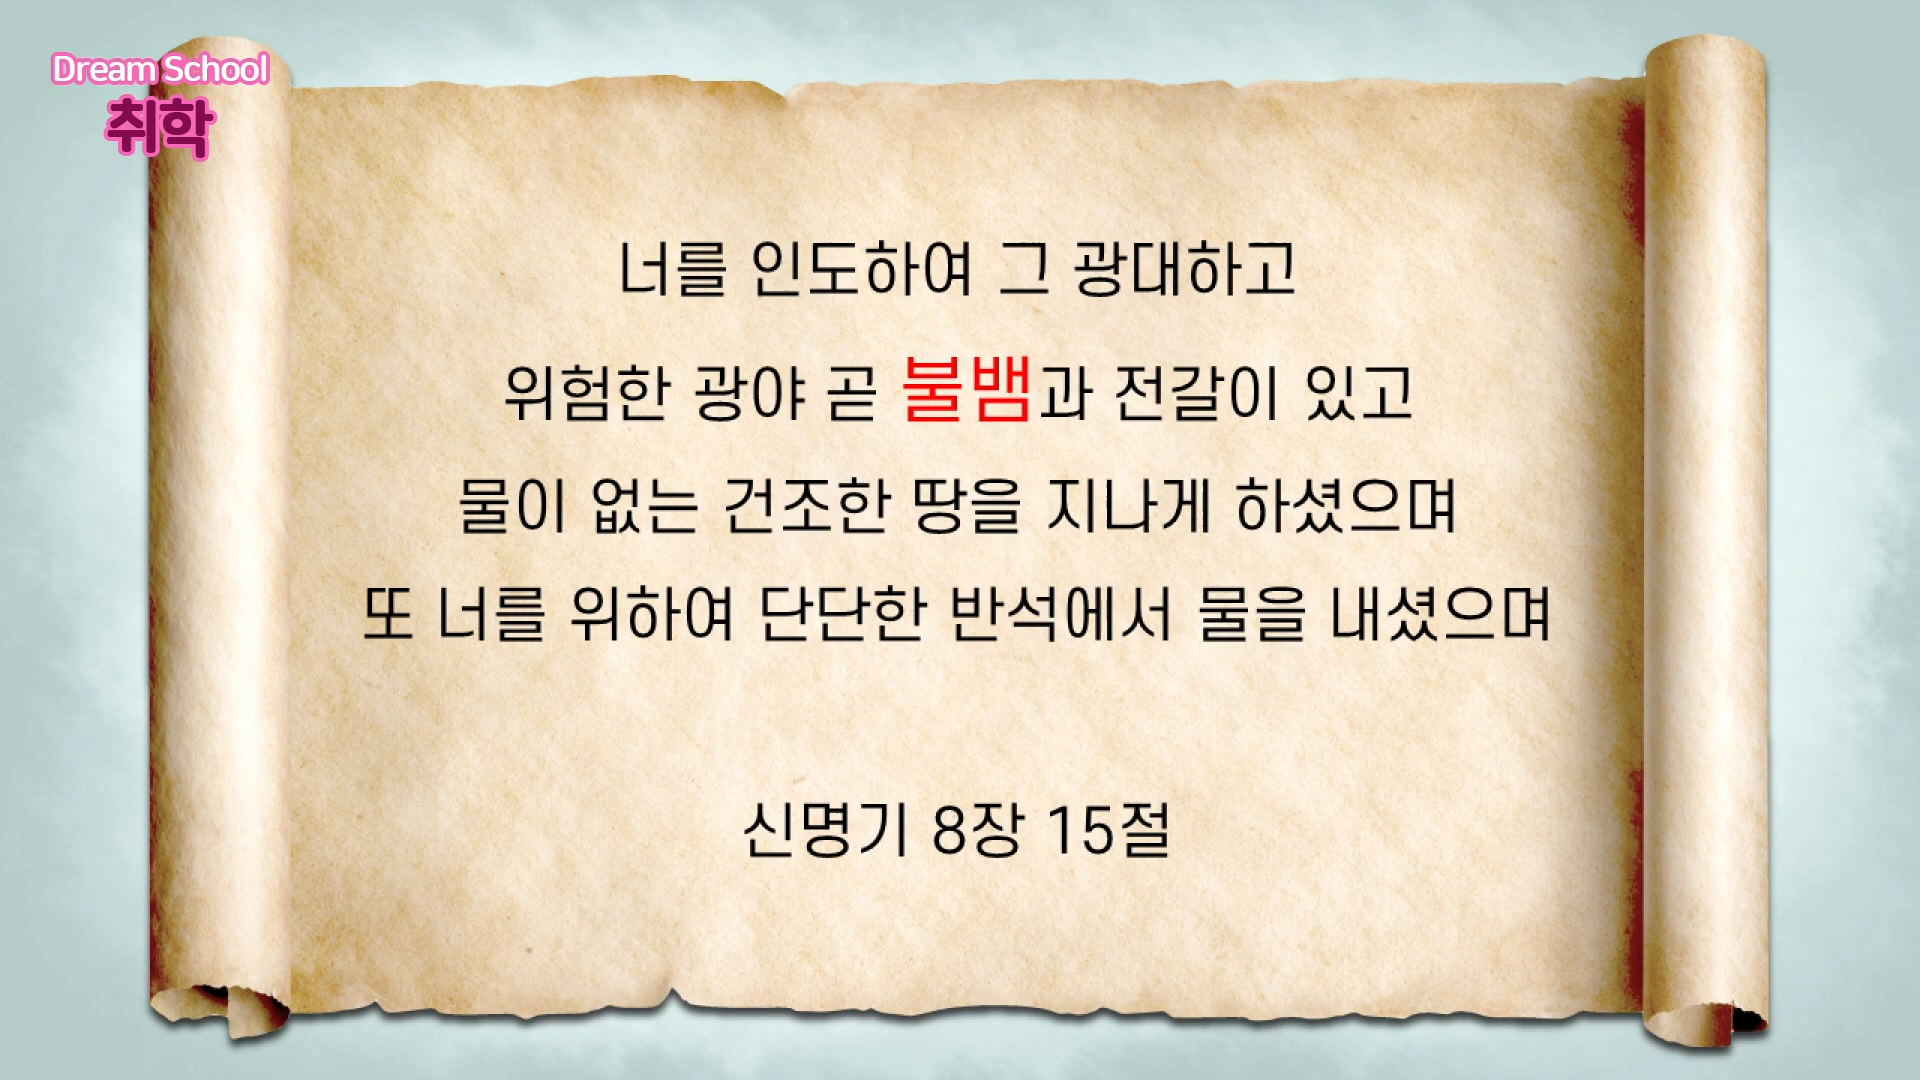 Dream School
취학
너를 인도하여 그 광대하고
위험한 광야 곧 불뱀과 전갈이 있고
물이 없는 건조한 땅을 지나게 하셨으며
또 너를 위하여 단단한 반석에서 물을 내셨으며
신명기 8장 15절